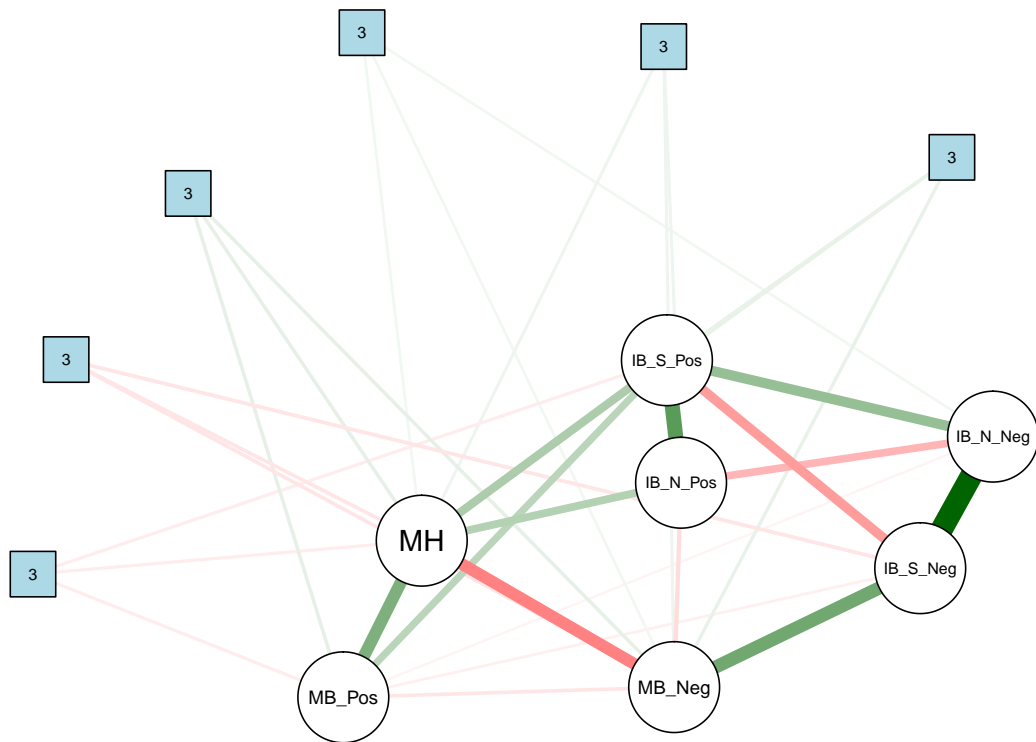 3
3
3
3
3
IB_S_Pos
IB_N_Neg
IB_N_Pos
MH
IB_S_Neg
3
MB_Pos
MB_Neg